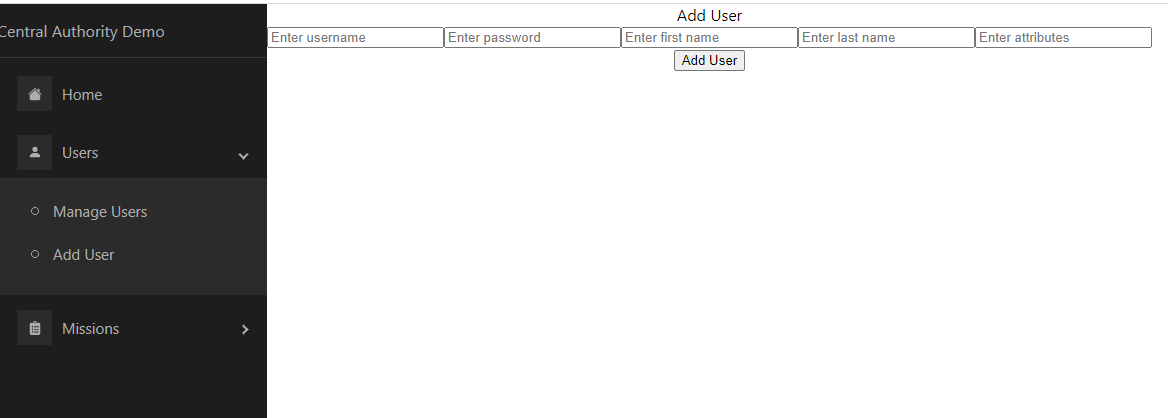 Central Authority Demo
Home
Users
Manage Users
Add User
Missions
Add User
Enter username Enter password Enter first name Enter last name Enter attributes
Add User